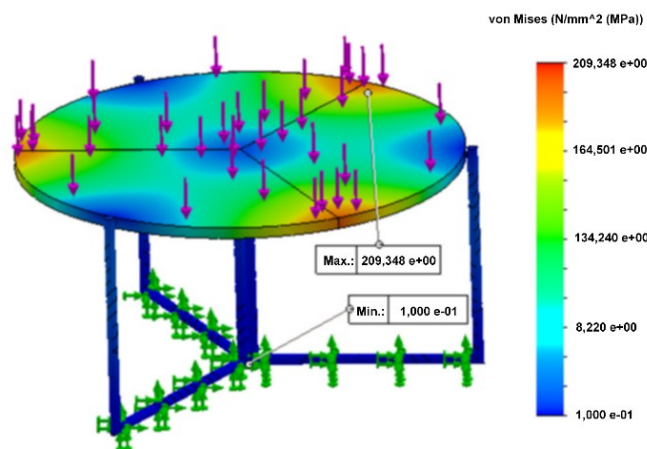 von Mises (N/mm^2 (MPa))
209,348 e+00
164,501 e+00
134,240 e+00
8,220 e+00
1,000 e-01
Max.: 209,348 e+00
Min.: 1,000 e-01